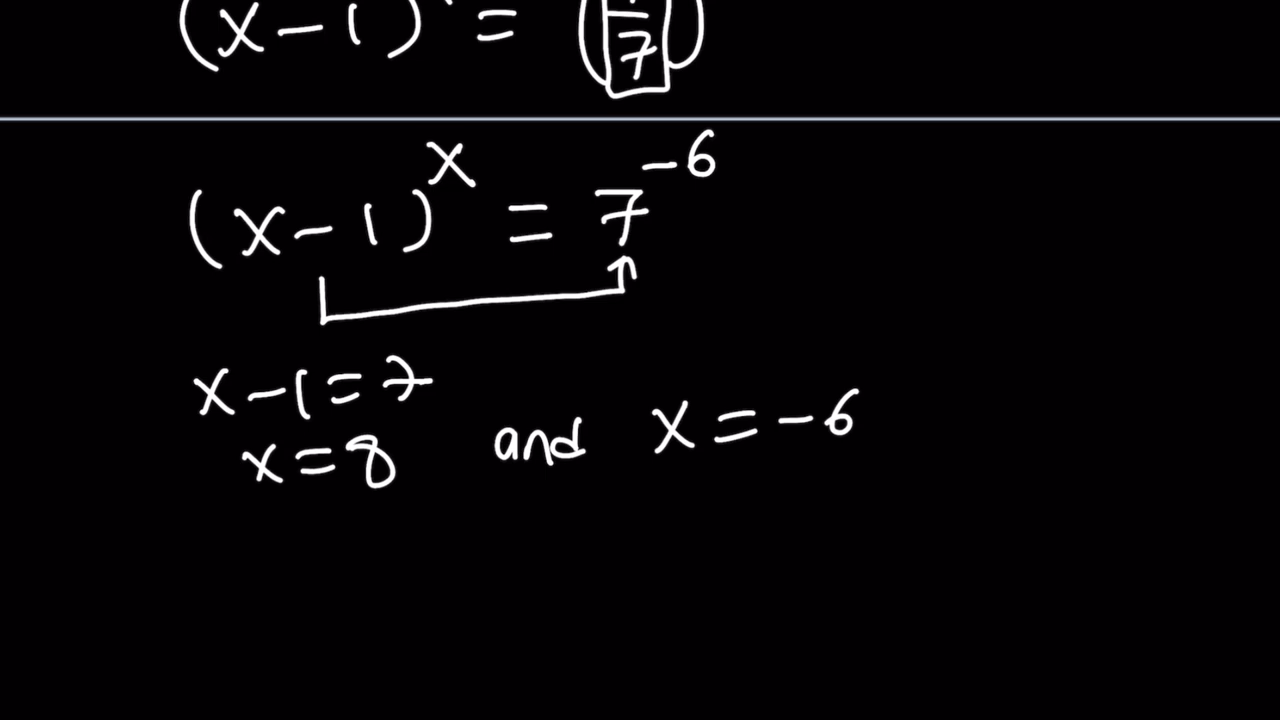 (x-1) = (7)
(x-1)^x = 7^-6
x-1=7
x=8 and x=-6